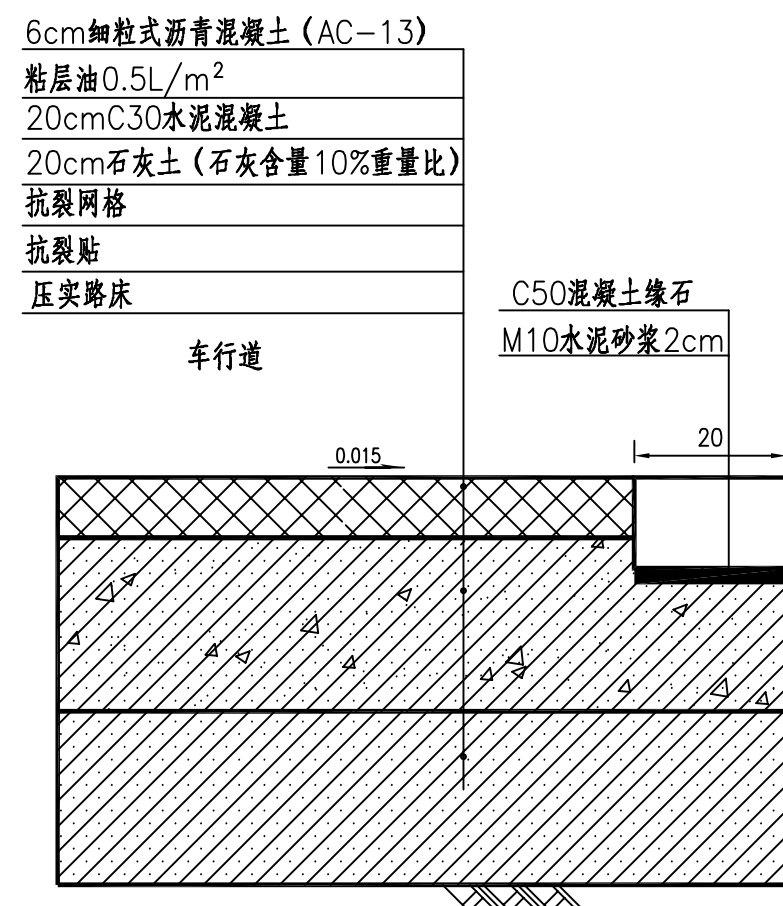 6cm细粒式沥青混凝土（AC-13）
粘层油0.5L/m²
20cmC30水泥混凝土
20cm石灰土（石灰含量10%重量比）
抗裂网格
抗裂贴
压实路床
C50混凝土缘石
M10水泥砂浆2cm
车行道
0.015
20